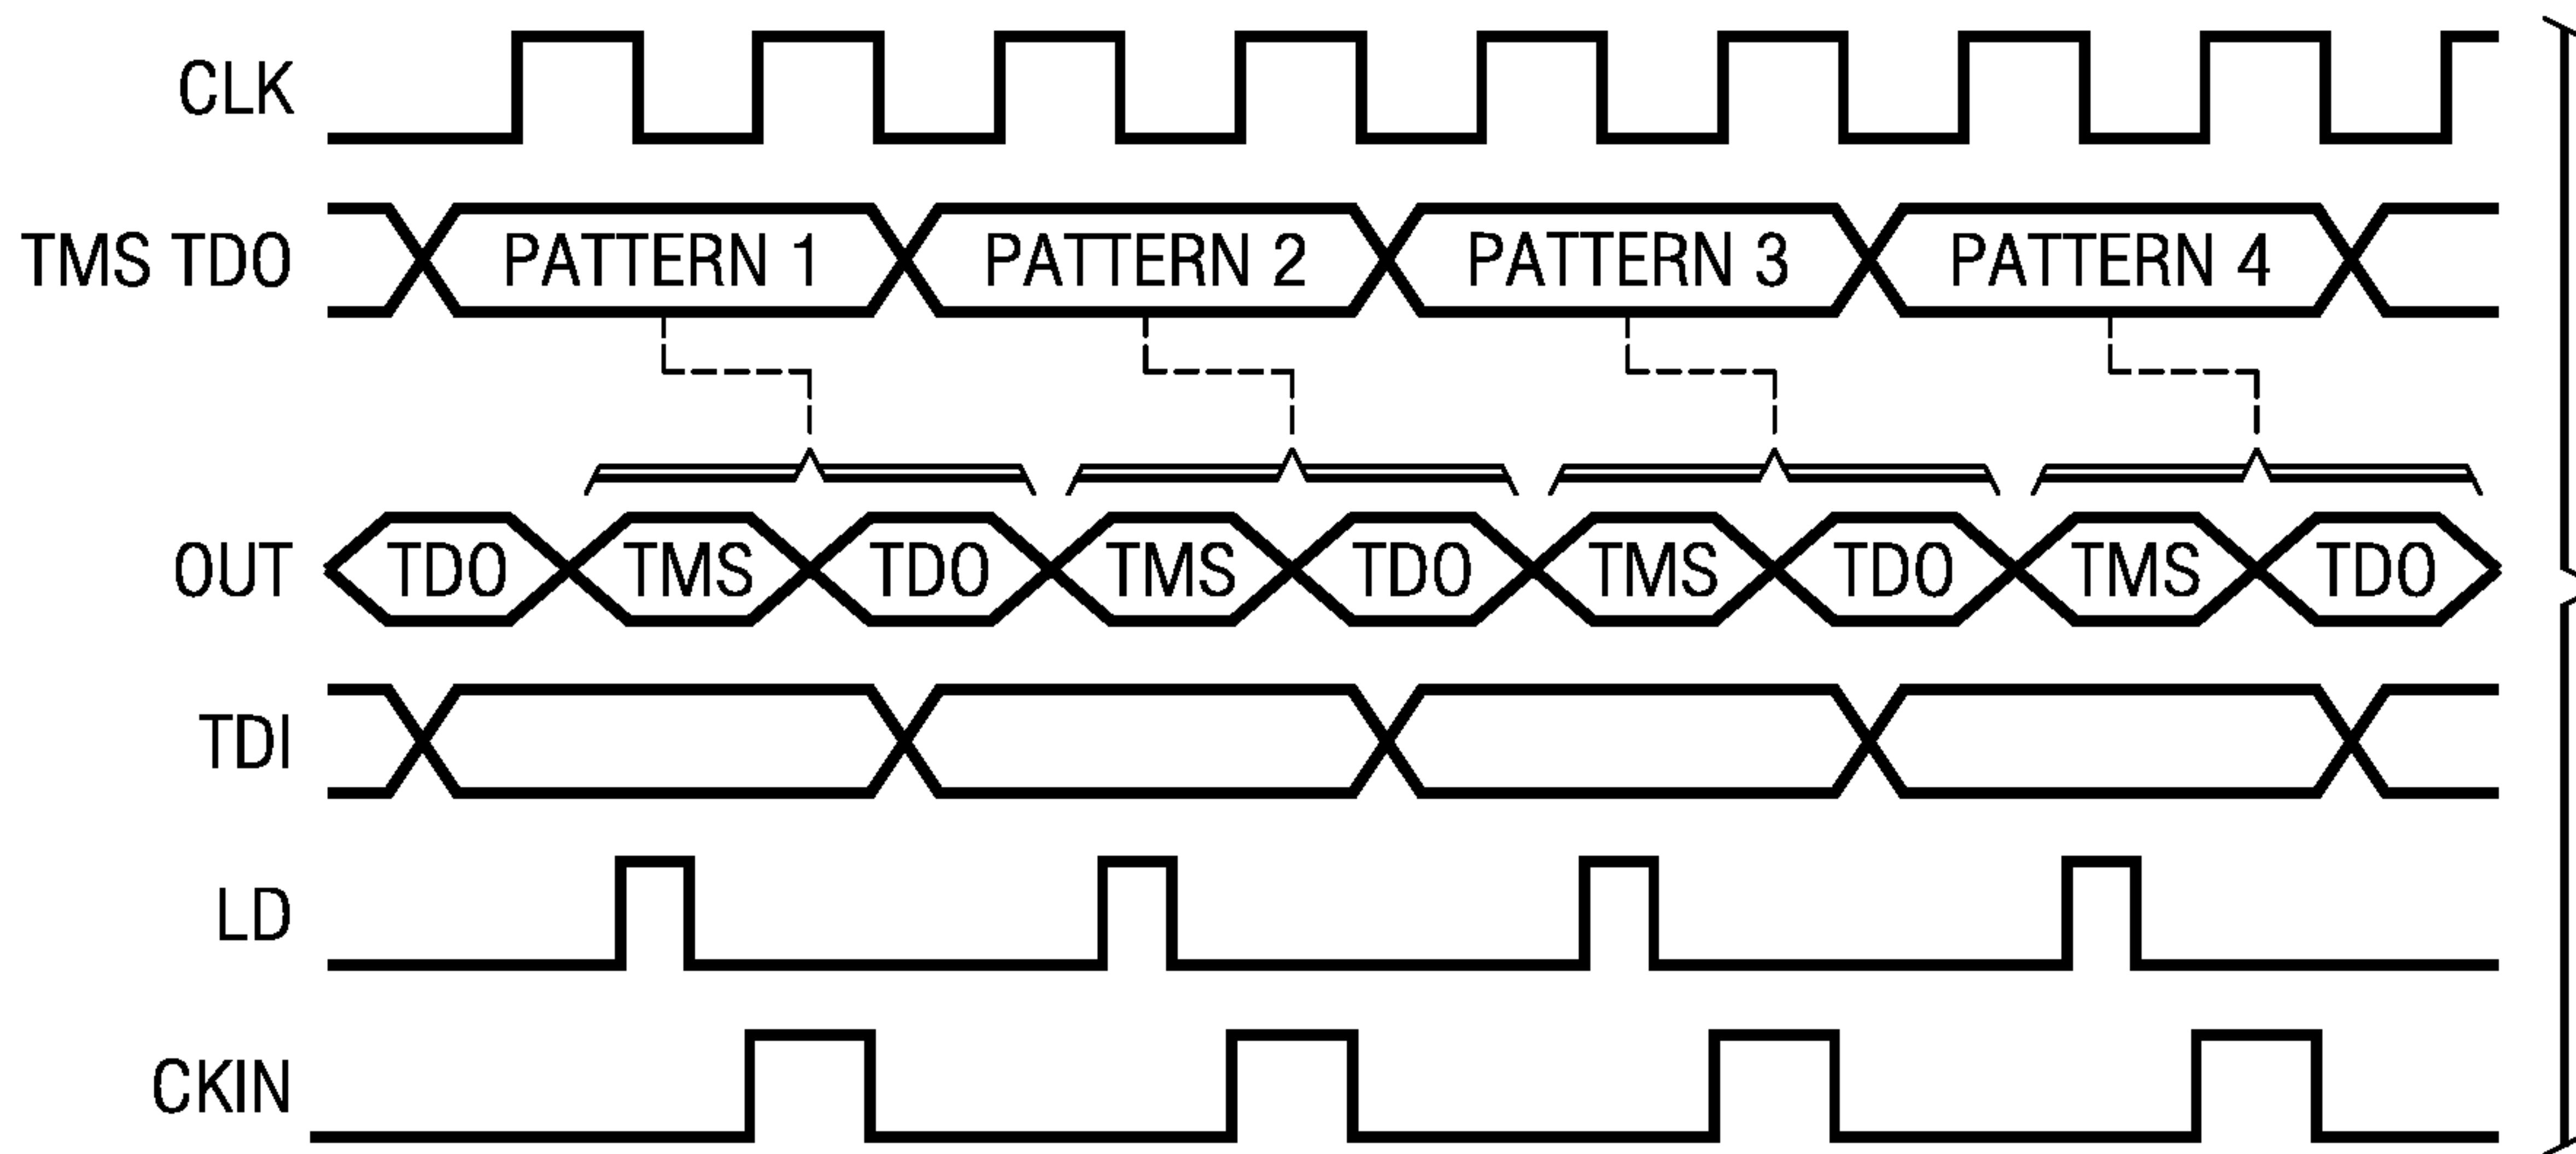 CLK
TMS TDO PATTERN 1 PATTERN 2 PATTERN 3 PATTERN 4
OUT TDO TMS TDO TMS TDO TMS TDO TMS TDO
TDI
LD
CKIN